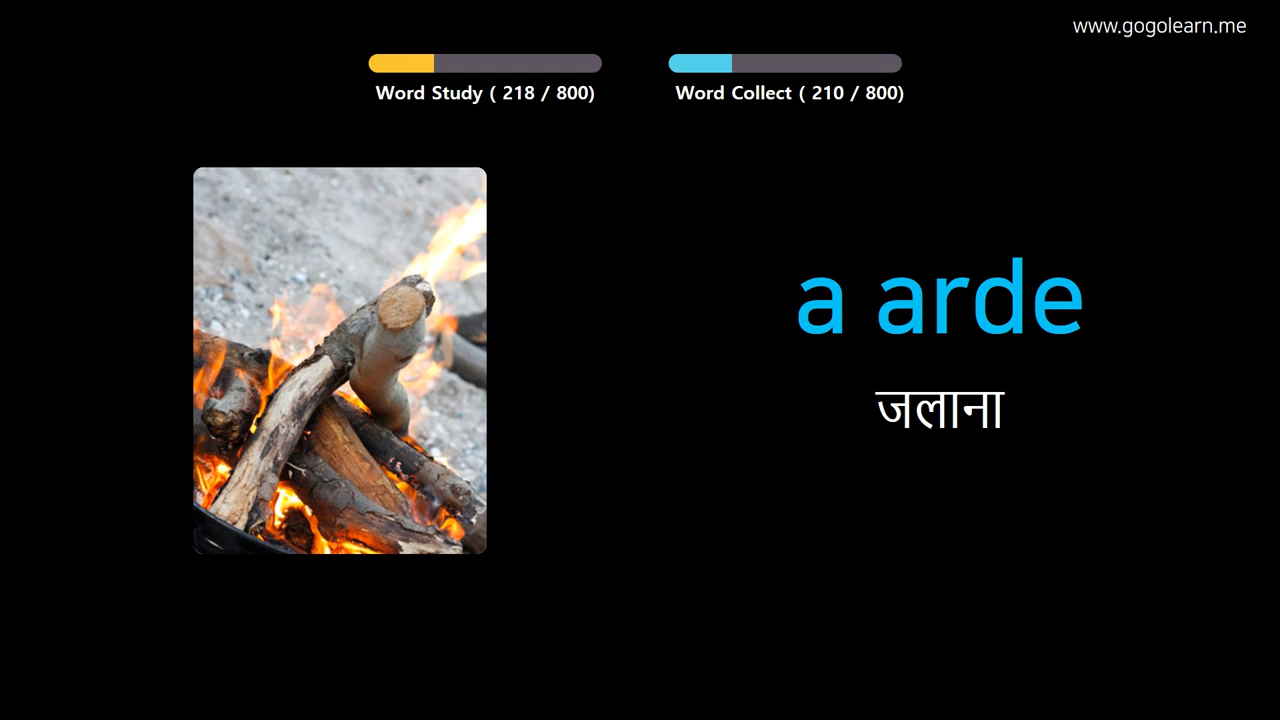 www.gogolearn.me
Word Study ( 218 / 800)
Word Collect ( 210 / 800)
a arde
जलाना